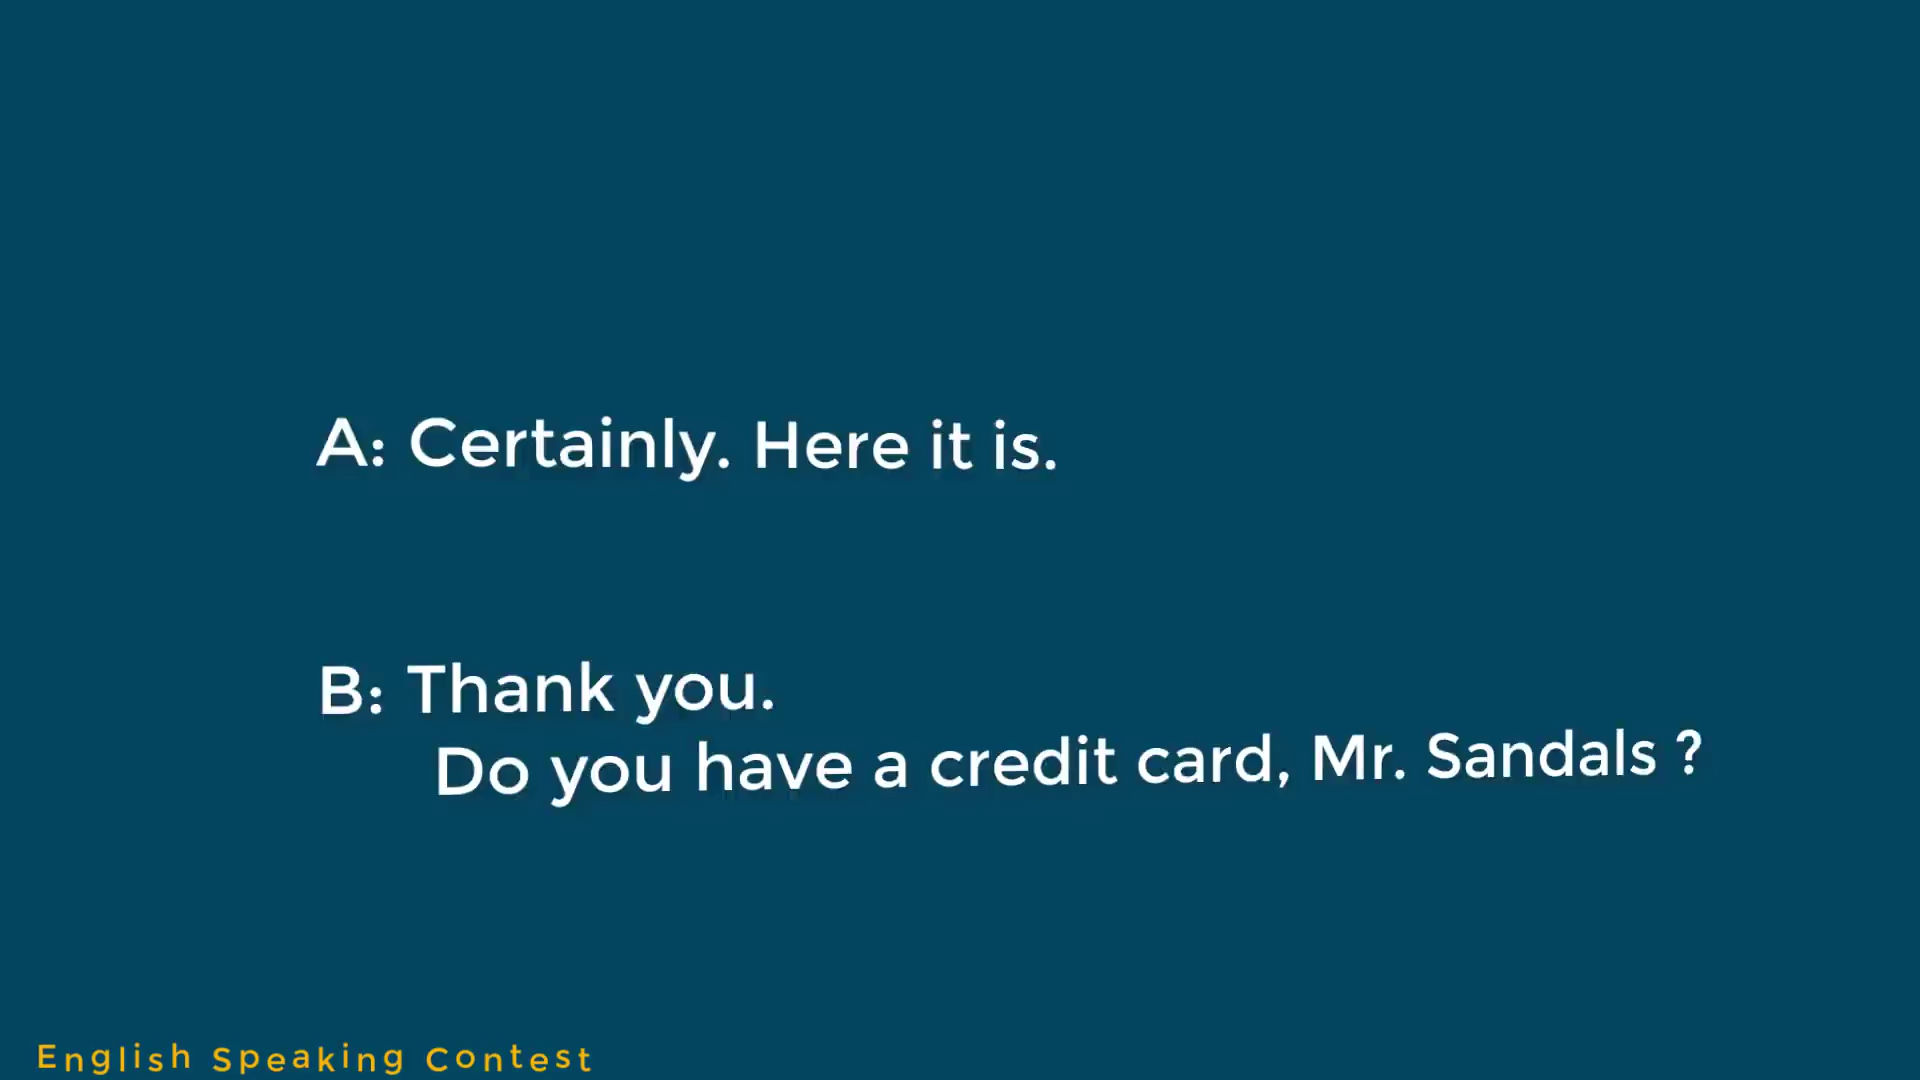 A: Certainly. Here it is.
B: Thank you.
Do you have a credit card, Mr. Sandals ?
English Speaking Contest